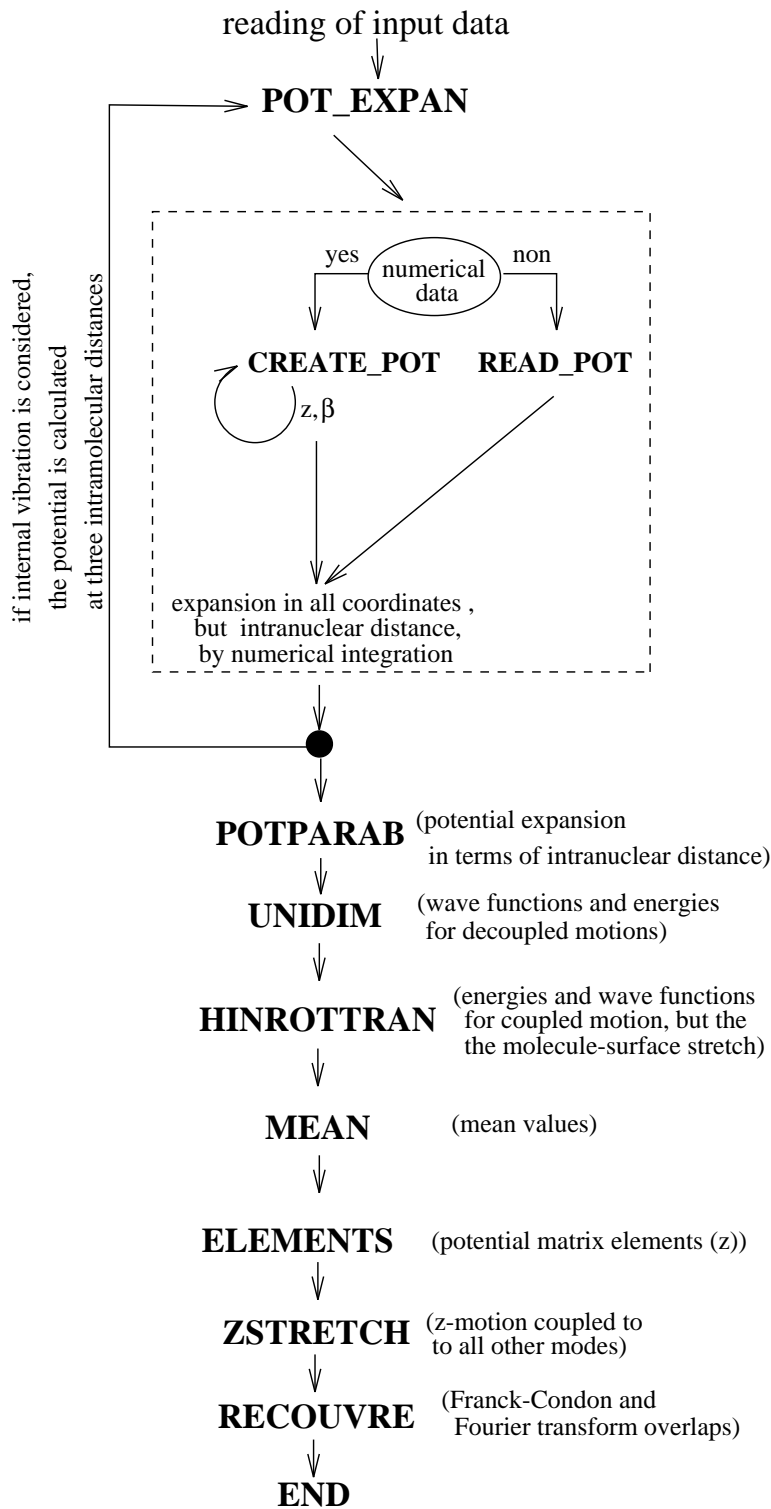 reading of input data
POT_EXPAN
if internal vibration is considered,
the potential is calculated
at three intramolecular distances
yes
numerical
data
non
CREATE_POT
READ_POT
z,β
expansion in all coordinates ,
but intranuclear distance,
by numerical integration
POTPARAB
(potential expansion
in terms of intranuclear distance)
UNIDIM
(wave functions and energies
for decoupled motions)
HINROTTRAN
(energies and wave functions
for coupled motion, but the
the molecule-surface stretch)
MEAN
(mean values)
ELEMENTS
(potential matrix elements (z))
ZSTRETCH
(z-motion coupled to
to all other modes)
RECOUVRE
(Franck-Condon and
Fourier transform overlaps)
END